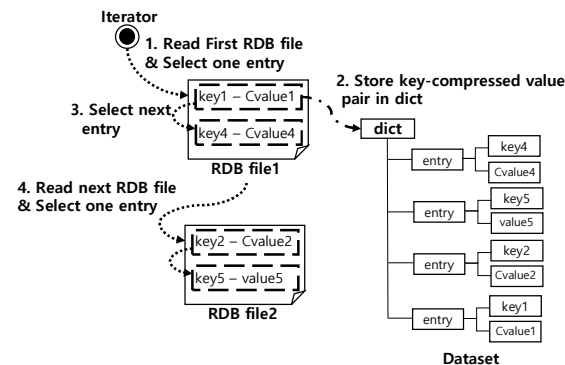 Iterator
1. Read First RDB file
& Select one entry
key1 – Cvalue1
key4 – Cvalue4
RDB file1
3. Select next
entry
2. Store key-compressed value
pair in dict
dict
entry
key4
Cvalue4
entry
key5
value5
entry
key2
Cvalue2
entry
key1
Cvalue1
Dataset
4. Read next RDB file
& Select one entry
key2 – Cvalue2
key5 – value5
RDB file2